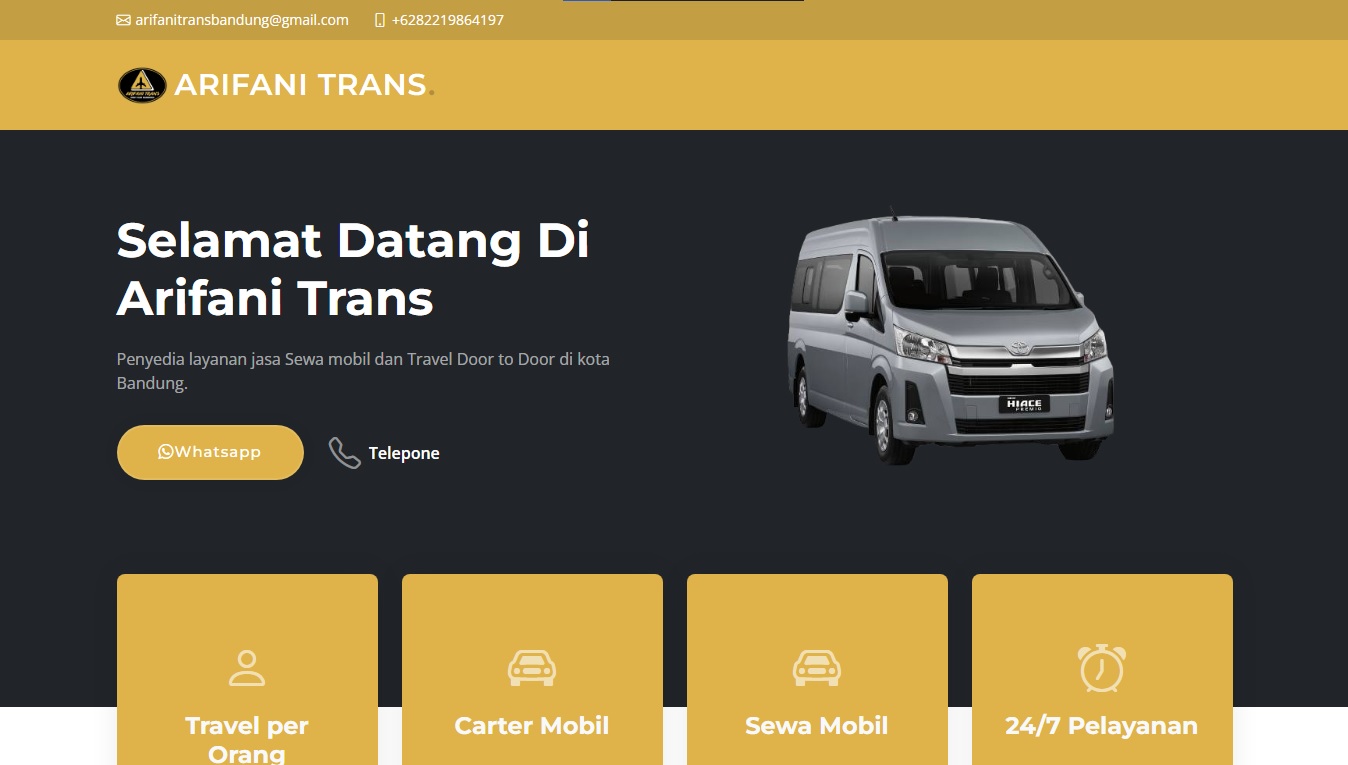 arifanitransbandung@gmail.com +6282219864197
ARIFANI TRANS.
Selamat Datang Di
Arifani Trans
Penyedia layanan jasa Sewa mobil dan Travel Door to Door di kota
Bandung.
Whatsapp Telepone
HIACE
PREMIO
Travel per
Orang
Carter Mobil
Sewa Mobil
24/7 Pelayanan